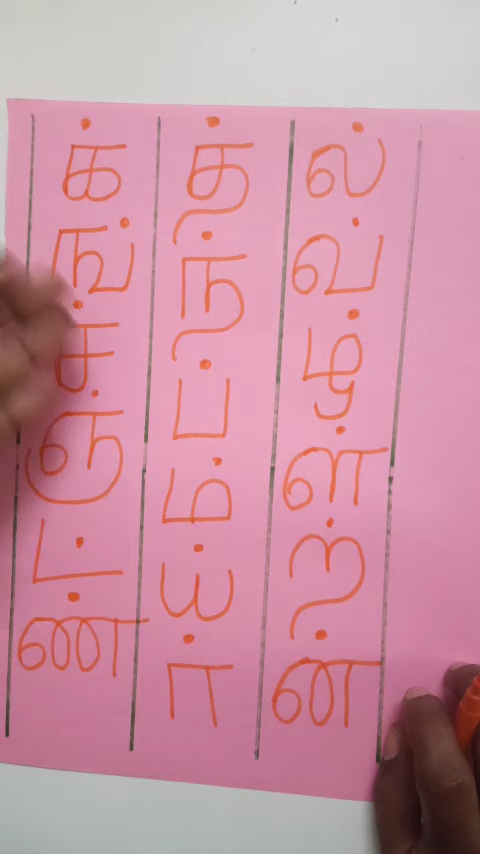 க் ங் ச் ஞ் ட் ண்
த் ந் ப் ம் ய் ர்
ல் வ் ழ் ள் ற் ன்